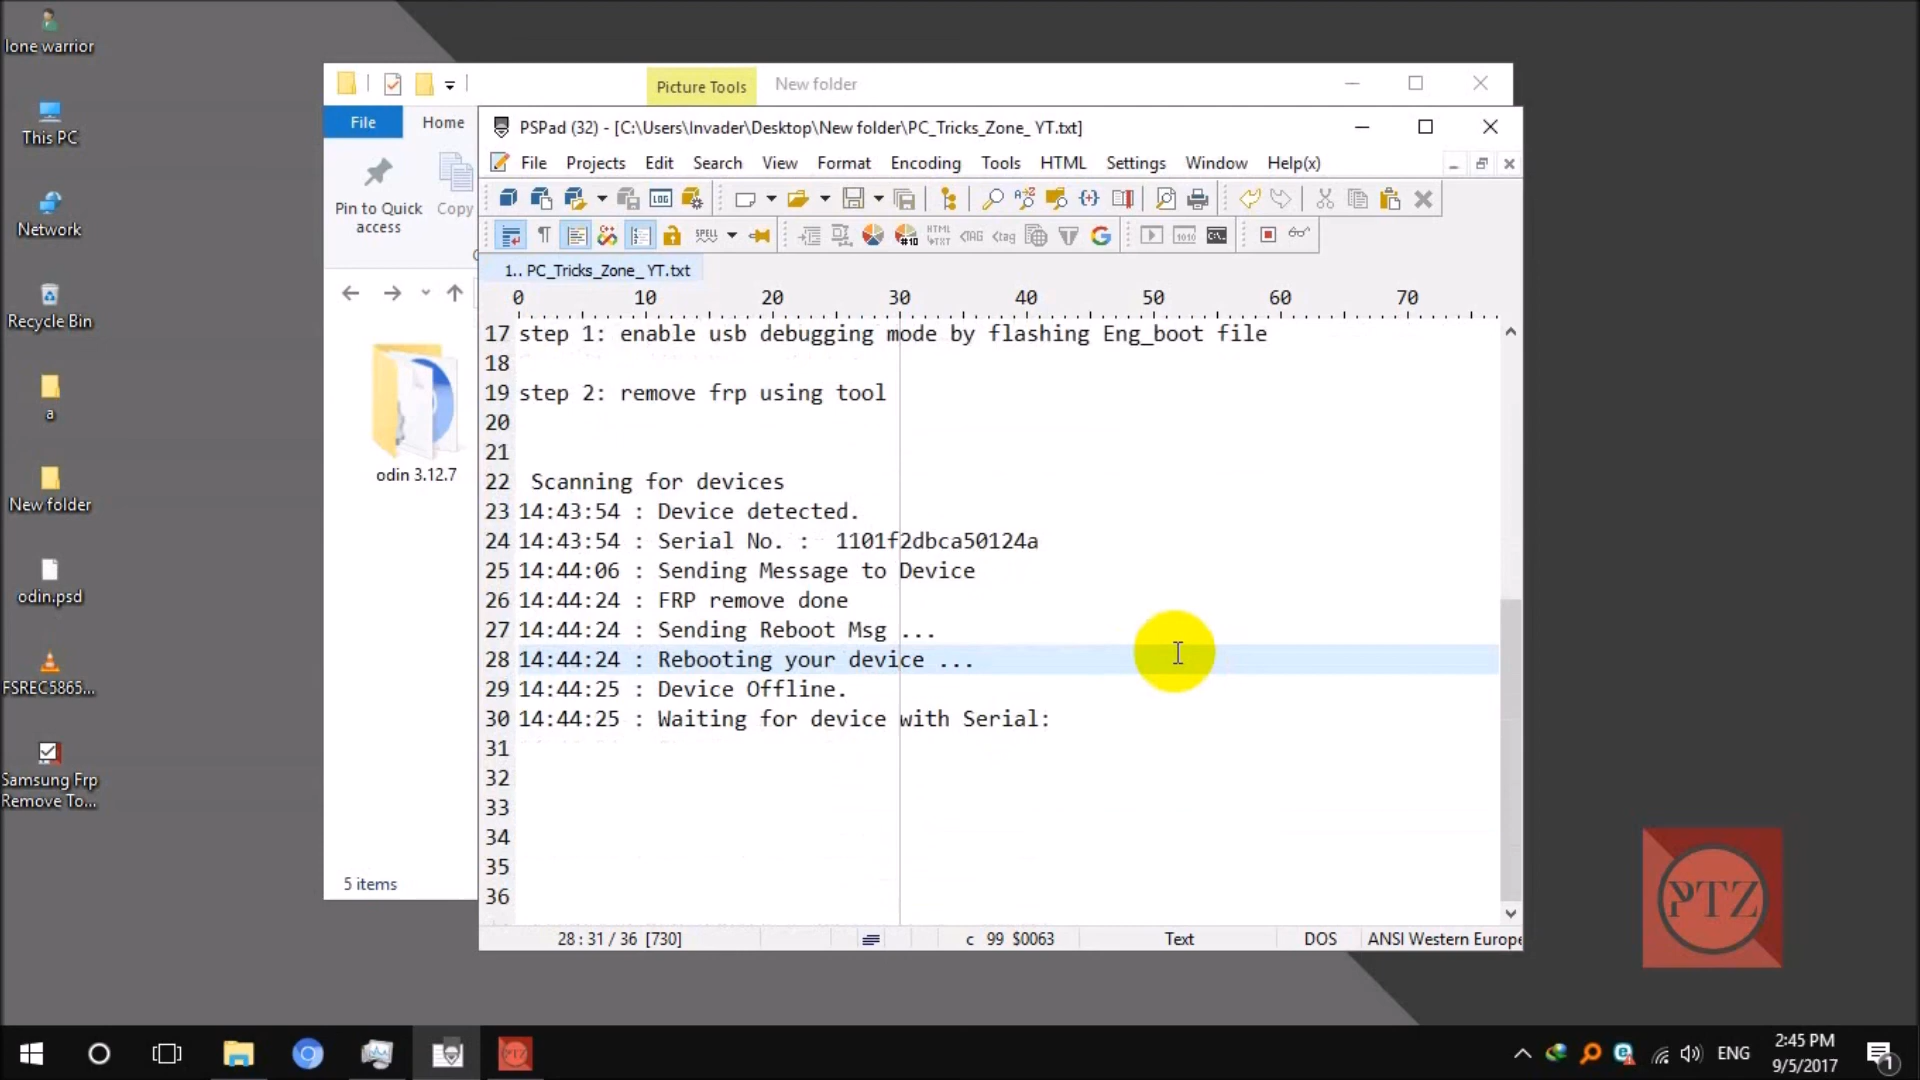 lone warrior
This PC
Network
Recycle Bin
a
New folder
odin.psd
FSREC5865...
Samsung Frp
Remove To...
Picture Tools
New folder
File
Home
Pin to Quick
access
Copy
odin 3.12.7
5 items
PSPad (32) - [C:\Users\Invader\Desktop\New folder\PC_Tricks_Zone_ YT.txt]
File Projects Edit Search View Format Encoding Tools HTML Settings Window Help(x)
1.. PC_Tricks_Zone_ YT.txt
0 10 20 30 40 50 60 70
17 step 1: enable usb debugging mode by flashing Eng_boot file
18
19 step 2: remove frp using tool
20
21
22 Scanning for devices
23 14:43:54 : Device detected.
24 14:43:54 : Serial No. : 1101f2dbca50124a
25 14:44:06 : Sending Message to Device
26 14:44:24 : FRP remove done
27 14:44:24 : Sending Reboot Msg ...
28 14:44:24 : Rebooting your device ...
29 14:44:25 : Device Offline.
30 14:44:25 : Waiting for device with Serial:
31
32
33
34
35
36
28 : 31 / 36 [730]
c 99 $0063
Text
DOS
ANSI Western Europe
PTZ
ENG
2:45 PM
9/5/2017
1